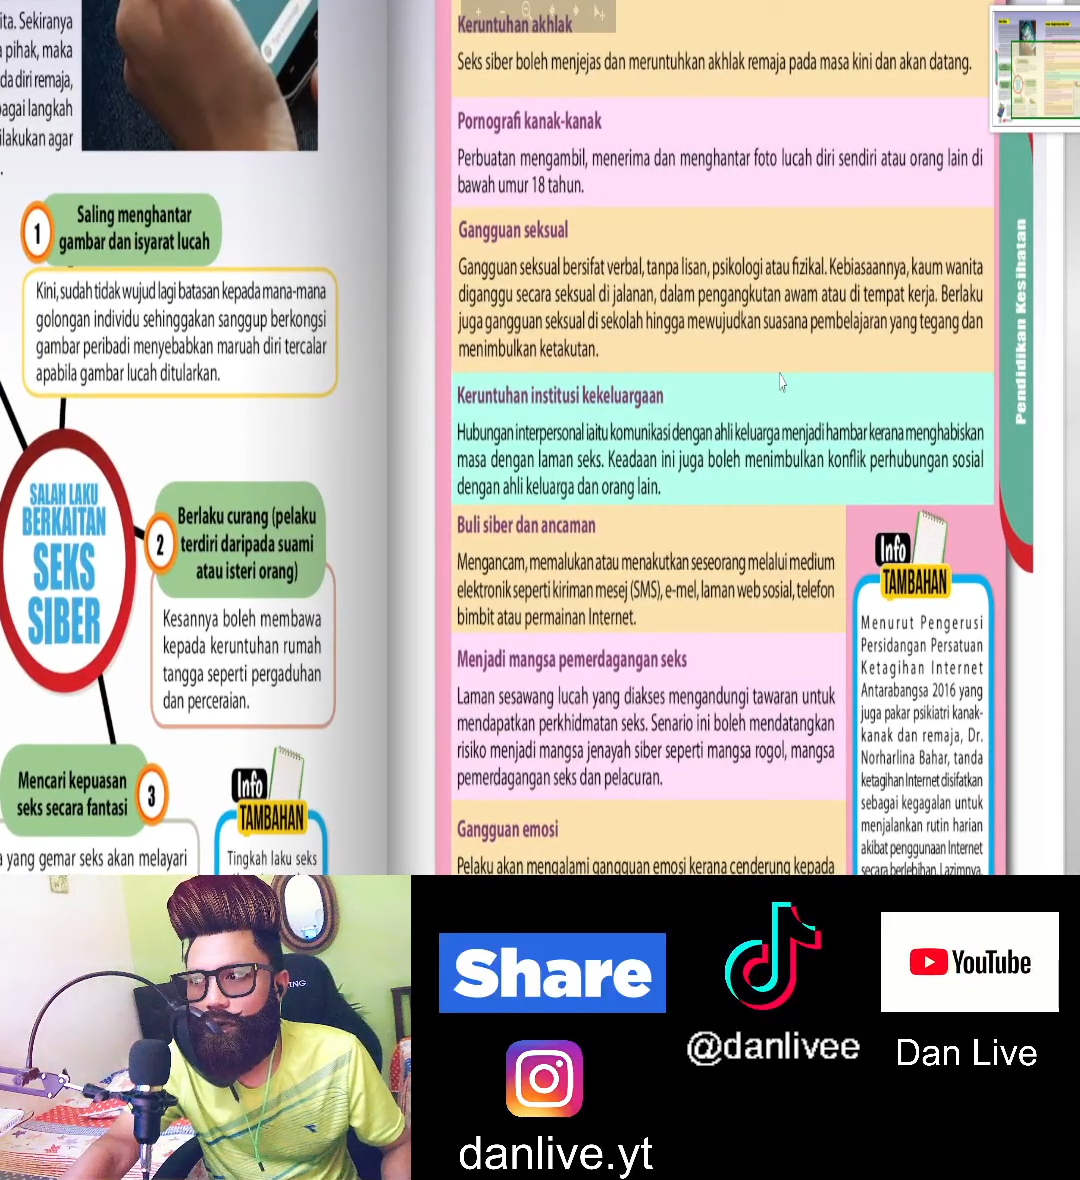 ita. Sekiranya
pihak, maka
da diri remaja,
bagai langkah
ilakukan agar
1
Saling menghantar
gambar dan isyarat lucah
Kini, sudah tidak wujud lagi batasan kepada mana-mana
golongan individu sehinggakan sanggup berkongsi
gambar peribadi menyebabkan maruah diri tercalar
apabila gambar lucah ditularkan.
SALAH LAKU
BERKAITAN
SEKS
SIBER
2
Berlaku curang (pelaku
terdiri daripada suami
atau isteri orang)
Kesannya boleh membawa
kepada keruntuhan rumah
tangga seperti pergaduhan
dan perceraian.
Mencari kepuasan
seks secara fantasi
3
yang gemar seks akan melayari
Info
TAMBAHAN
Tingkah laku seks
Keruntuhan akhlak
Seks siber boleh menjejas dan meruntuhkan akhlak remaja pada masa kini dan akan datang.
Pornografi kanak-kanak
Perbuatan mengambil, menerima dan menghantar foto lucah diri sendiri atau orang lain di
bawah umur 18 tahun.
Gangguan seksual
Gangguan seksual bersifat verbal, tanpa lisan, psikologi atau fizikal. Kebiasaannya, kaum wanita
diganggu secara seksual di jalanan, dalam pengangkutan awam atau di tempat kerja. Berlaku
juga gangguan seksual di sekolah hingga mewujudkan suasana pembelajaran yang tegang dan
menimbulkan ketakutan.
Keruntuhan institusi kekeluargaan
Hubungan interpersonal iaitu komunikasi dengan ahli keluarga menjadi hambar kerana menghabiskan
masa dengan laman seks. Keadaan ini juga boleh menimbulkan konflik perhubungan sosial
dengan ahli keluarga dan orang lain.
Buli siber dan ancaman
Mengancam, memalukan atau menakutkan seseorang melalui medium
elektronik seperti kiriman mesej (SMS), e-mel, laman web sosial, telefon
bimbit atau permainan Internet.
Menjadi mangsa pemerdagangan seks
Laman sesawang lucah yang diakses mengandungi tawaran untuk
mendapatkan perkhidmatan seks. Senario ini boleh mendatangkan
risiko menjadi mangsa jenayah siber seperti mangsa rogol, mangsa
pemerdagangan seks dan pelacuran.
Gangguan emosi
Pelaku akan mengalami gangguan emosi kerana cenderung kepada
Info
TAMBAHAN
Menurut Pengerusi
Persidangan Persatuan
Ketagihan Internet
Antarabangsa 2016 yang
juga pakar psikiatri kanak-
kanak dan remaja, Dr.
Norharlina Bahar, tanda
ketagihan Internet disifatkan
sebagai kegagalan untuk
menjalankan rutin harian
akibat penggunaan Internet
secara berlebihan. Lazimnya,
Pendidikan Kesihatan
ING
Share
@danlivee
YouTube
Dan Live
danlive.yt